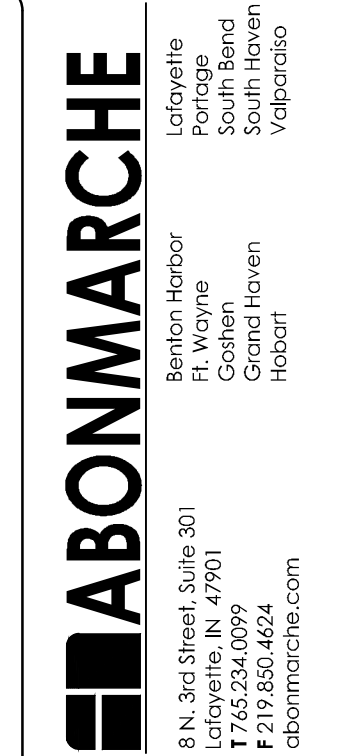 ABONMARCHE
8 N. 3rd Street, Suite 301
Lafayette, IN 47901
T 765.234.0099
F 219.850.4624
abonmarche.com
Benton Harbor
Ft. Wayne
Goshen
Grand Haven
Hobart
Lafayette
Portage
South Bend
South Haven
Valparaiso